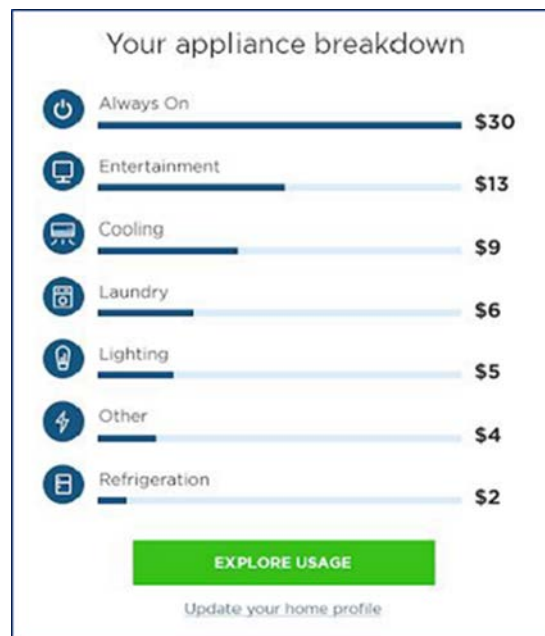 Your appliance breakdown
Always On
$30
Entertainment
$13
Cooling
$9
Laundry
$6
Lighting
$5
Other
$4
Refrigeration
$2
EXPLORE USAGE
Update your home profile